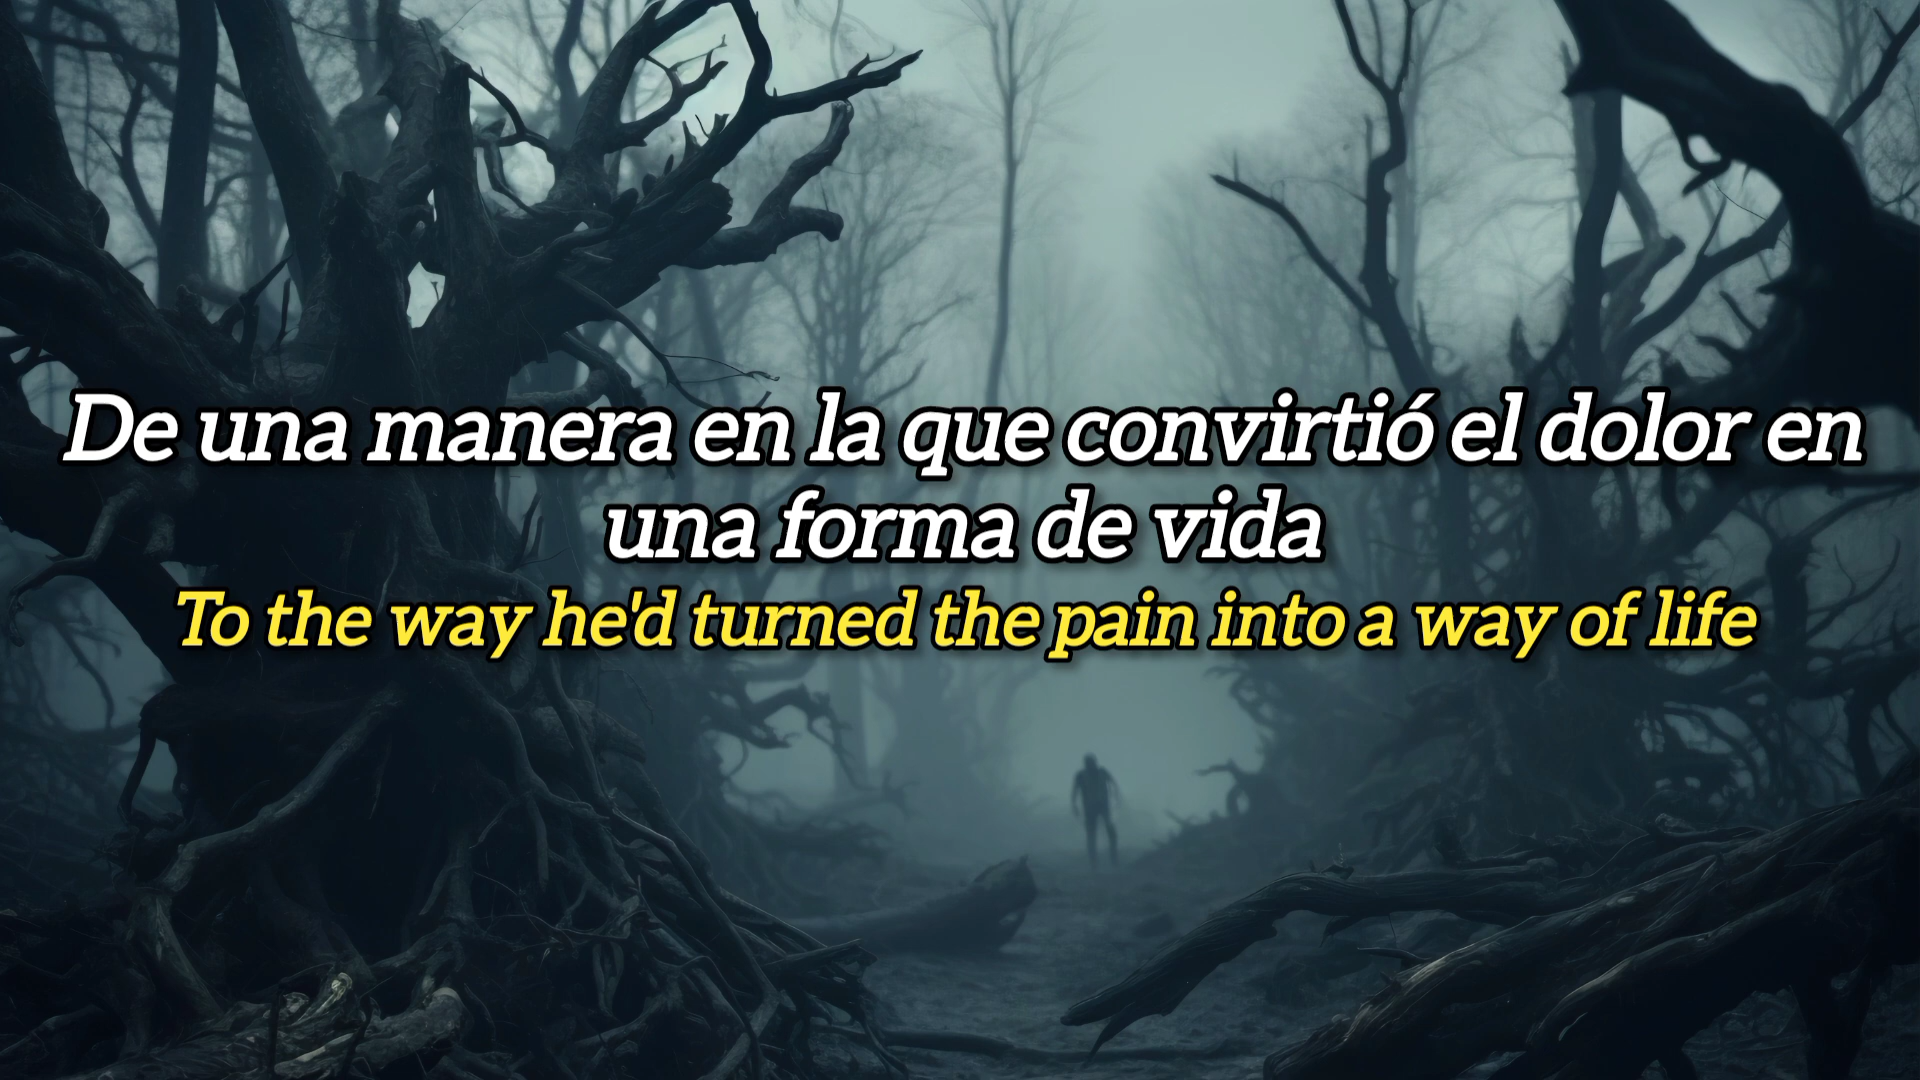 De una manera en la que convirtió el dolor en
una forma de vida
To the way he'd turned the pain into a way of life